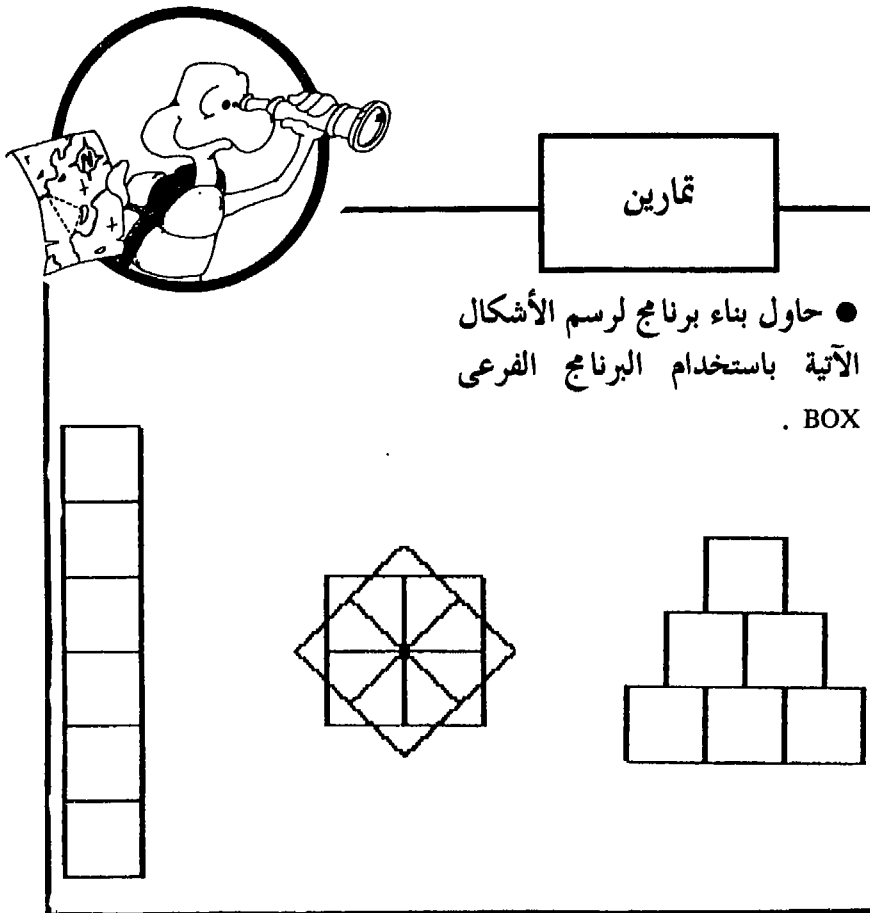 تمارين
● حاول بناء برنامج لرسم الأشكال
الآتية باستخدام البرنامج الفرعى
BOX .
N